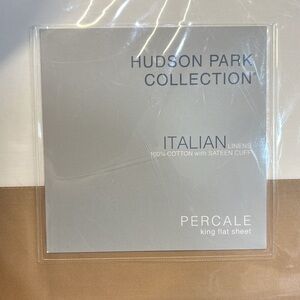 HUDSON PARK
COLLECTION
ITALIAN LINENS
100% COTTON with SATEEN CUFF
PERCALE
king flat sheet